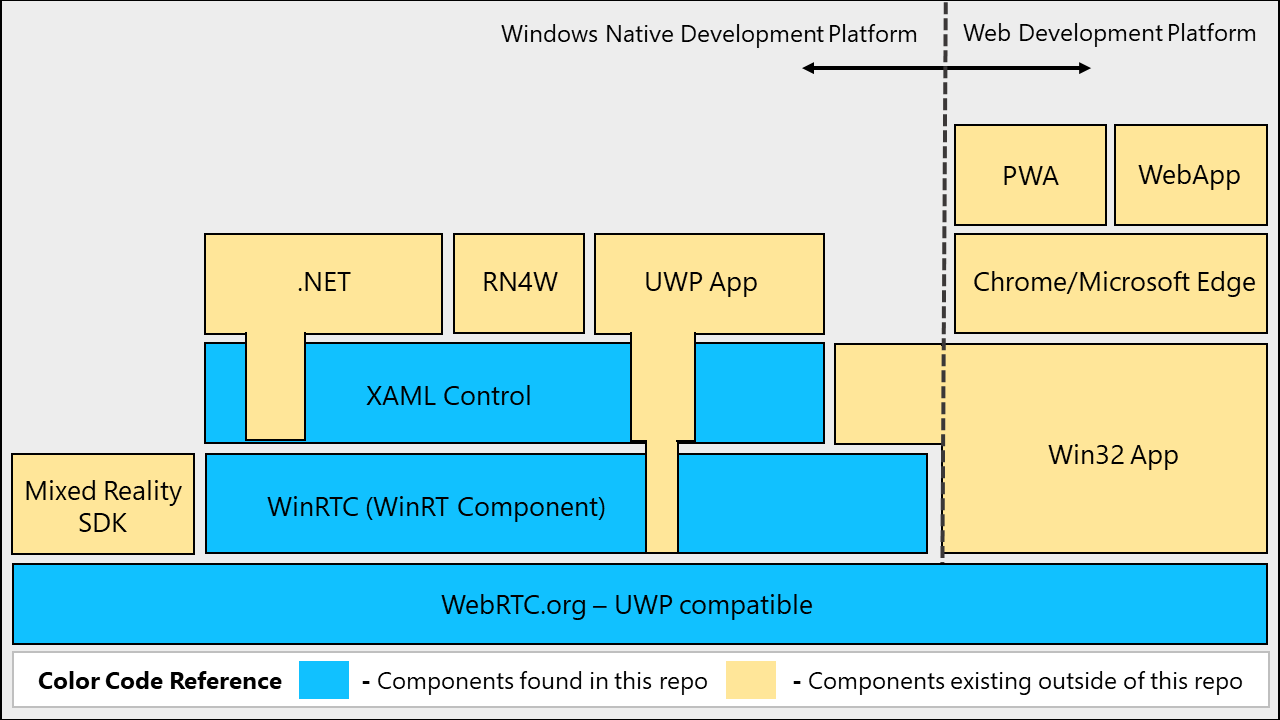 Windows Native Development Platform
Web Development Platform
PWA
WebApp
.NET
RN4W
UWP App
Chrome/Microsoft Edge
XAML Control
Win32 App
Mixed Reality
SDK
WinRTC (WinRT Component)
WebRTC.org – UWP compatible
Color Code Reference
- Components found in this repo
- Components existing outside of this repo